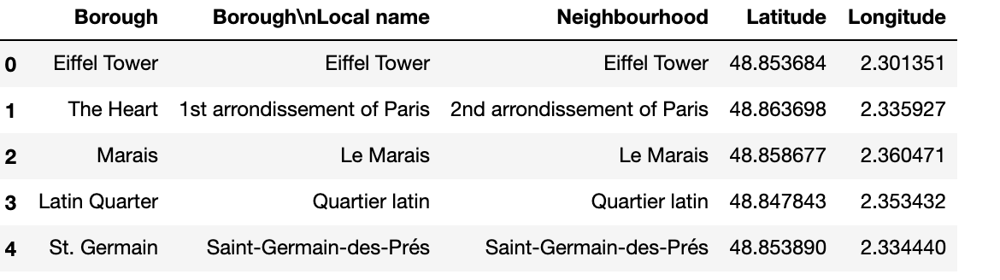 Borough Borough\nLocal name Neighbourhood Latitude Longitude
0 Eiffel Tower Eiffel Tower Eiffel Tower 48.853684 2.301351
1 The Heart 1st arrondissement of Paris 2nd arrondissement of Paris 48.863698 2.335927
2 Marais Le Marais Le Marais 48.858677 2.360471
3 Latin Quarter Quartier latin Quartier latin 48.847843 2.353432
4 St. Germain Saint-Germain-des-Prés Saint-Germain-des-Prés 48.853890 2.334440